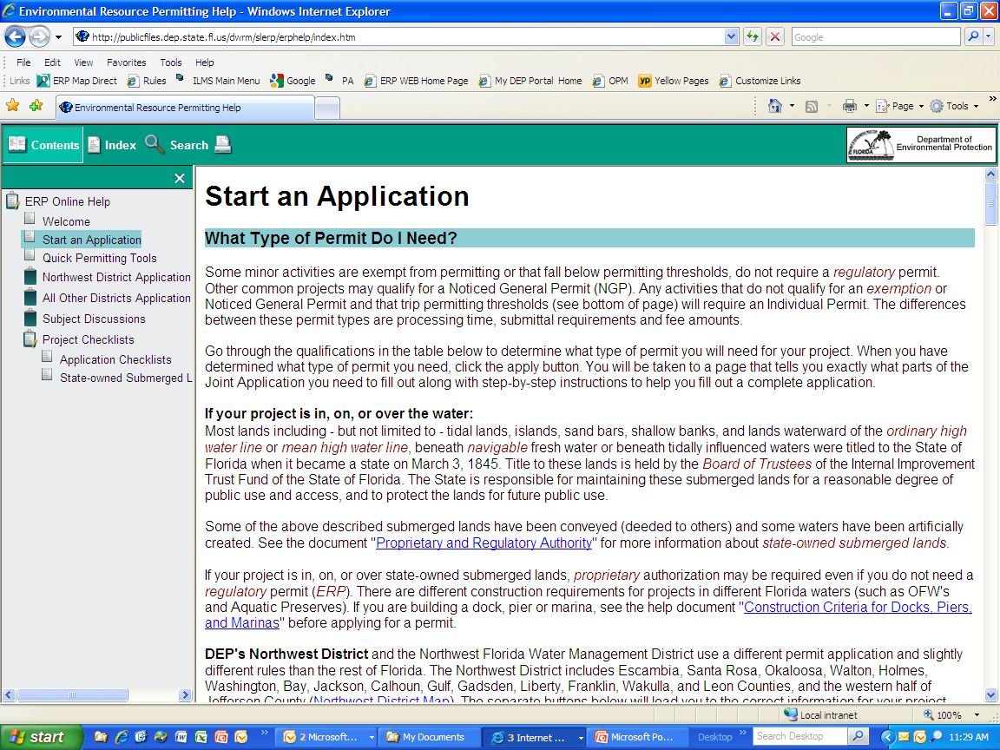 Environmental Resource Permitting Help - Windows Internet Explorer
http://publicfiles.dep.state.fl.us/dwrm/slerp/erphelp/index.htm
Google
File Edit View Favorites Tools Help
Links ERP Map Direct Rules ILMS Main Menu Google PA ERP WEB Home Page My DEP Portal Home OPM YP Yellow Pages Customize Links
Environmental Resource Permitting Help
Page Tools »
Contents Index Search
FLORIDA
Department of
Environmental Protection
ERP Online Help
Welcome
Start an Application
Quick Permitting Tools
Northwest District Application
All Other Districts Application
Subject Discussions
Project Checklists
Application Checklists
State-owned Submerged L
Start an Application
What Type of Permit Do I Need?
Some minor activities are exempt from permitting or that fall below permitting thresholds, do not require a regulatory permit.
Other common projects may qualify for a Noticed General Permit (NGP). Any activities that do not qualify for an exemption or
Noticed General Permit and that trip permitting thresholds (see bottom of page) will require an Individual Permit. The differences
between these permit types are processing time, submittal requirements and fee amounts.
Go through the qualifications in the table below to determine what type of permit you will need for your project. When you have
determined what type of permit you need, click the apply button. You will be taken to a page that tells you exactly what parts of the
Joint Application you need to fill out along with step-by-step instructions to help you fill out a complete application.
If your project is in, on, or over the water:
Most lands including - but not limited to - tidal lands, islands, sand bars, shallow banks, and lands waterward of the ordinary high
water line or mean high water line, beneath navigable fresh water or beneath tidally influenced waters were titled to the State of
Florida when it became a state on March 3, 1845. Title to these lands is held by the Board of Trustees of the Internal Improvement
Trust Fund of the State of Florida. The State is responsible for maintaining these submerged lands for a reasonable degree of
public use and access, and to protect the lands for future public use.
Some of the above described submerged lands have been conveyed (deeded to others) and some waters have been artificially
created. See the document "Proprietary and Regulatory Authority" for more information about state-owned submerged lands.
If your project is in, on, or over state-owned submerged lands, proprietary authorization may be required even if you do not need a
regulatory permit (ERP). There are different construction requirements for projects in different Florida waters (such as OFW's
and Aquatic Preserves). If you are building a dock, pier or marina, see the help document "Construction Criteria for Docks, Piers,
and Marinas" before applying for a permit.
DEP's Northwest District and the Northwest Florida Water Management District use a different permit application and slightly
different rules than the rest of Florida. The Northwest District includes Escambia, Santa Rosa, Okaloosa, Walton, Holmes,
Washington, Bay, Jackson, Calhoun, Gulf, Gadsden, Liberty, Franklin, Wakulla, and Leon Counties, and the western half of
Jefferson County (Northwest District Map). The separate buttons below will lead you to the correct information for your project
Local intranet 100%
start » 2 Microsoft... My Documents 3 Internet ... Microsoft Po... Desktop » Search Desktop 11:29 AM